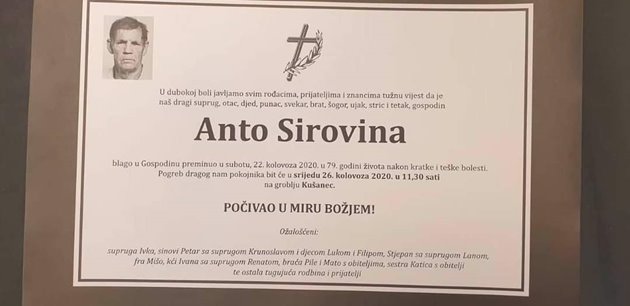 U dubokoj boli javljamo svim rođacima, prijateljima i znancima tužnu vijest da je
naš dragi suprug, otac, djed, punac, svekar, brat, šogor, ujak, stric i tetak, gospodin
Anto Sirovina
blago u Gospodinu preminuo u subotu, 22. kolovoza 2020. u 79. godini života nakon kratke i teške bolesti.
Pogreb dragog nam pokojnika bit će u srijedu 26. kolovoza 2020. u 11,30 sati
na groblju Kušanec.
POČIVAO U MIRU BOŽJEM!
Ožalošćeni:
supruga Ivka, sinovi Petar sa suprugom Krunoslavom i djecom Lukom i Filipom, Stjepan sa suprugom Lanom,
fra Mišo, kći Ivana sa suprugom Renatom, braća Pile i Mato s obiteljima, sestra Katica s obitelji
te ostala tugujuća rodbina i prijatelji